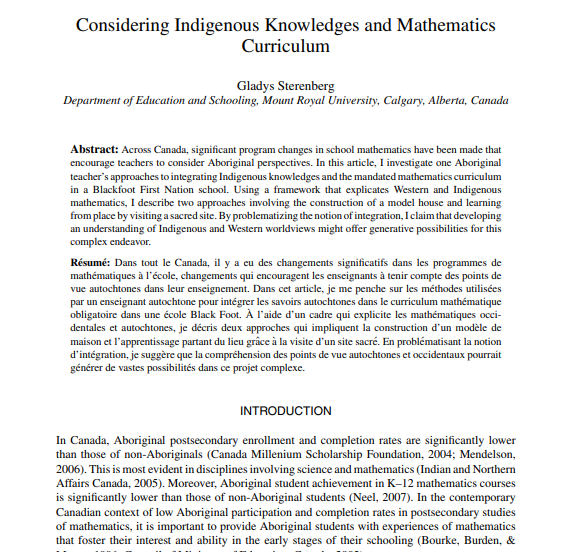 Considering Indigenous Knowledges and Mathematics
Curriculum
Gladys Sterenberg
Department of Education and Schooling, Mount Royal University, Calgary, Alberta, Canada
Abstract: Across Canada, significant program changes in school mathematics have been made that
encourage teachers to consider Aboriginal perspectives. In this article, I investigate one Aboriginal
teacher's approaches to integrating Indigenous knowledges and the mandated mathematics curriculum
in a Blackfoot First Nation school. Using a framework that explicates Western and Indigenous
mathematics, I describe two approaches involving the construction of a model house and learning
from place by visiting a sacred site. By problematizing the notion of integration, I claim that developing
an understanding of Indigenous and Western worldviews might offer generative possibilities for this
complex endeavor.
Résumé: Dans tout le Canada, il y a eu des changements significatifs dans les programmes de
mathématiques à l'école, changements qui encouragent les enseignants à tenir compte des points de
vue autochtones dans leur enseignement. Dans cet article, je me penche sur les méthodes utilisées
par un enseignant autochtone pour intégrer les savoirs autochtones dans le curriculum mathématique
obligatoire dans une école Black Foot. À l'aide d'un cadre qui explicite les mathématiques occi-
dentales et autochtones, je décris deux approches qui impliquent la construction d'un modèle de
maison et l'apprentissage partant du lieu grâce à la visite d'un site sacré. En problématisant la notion
d'intégration, je suggère que la compréhension des points de vue autochtones et occidentaux pourrait
générer de vastes possibilités dans ce projet complexe.
INTRODUCTION
In Canada, Aboriginal postsecondary enrollment and completion rates are significantly lower
than those of non-Aboriginals (Canada Millenium Scholarship Foundation, 2004; Mendelson,
2006). This is most evident in disciplines involving science and mathematics (Indian and Northern
Affairs Canada, 2005). Moreover, Aboriginal student achievement in K–12 mathematics courses
is significantly lower than those of non-Aboriginal students (Neel, 2007). In the contemporary
Canadian context of low Aboriginal participation and completion rates in postsecondary studies
of mathematics, it is important to provide Aboriginal students with experiences of mathematics
that foster their interest and ability in the early stages of their schooling (Bourke, Burden, &